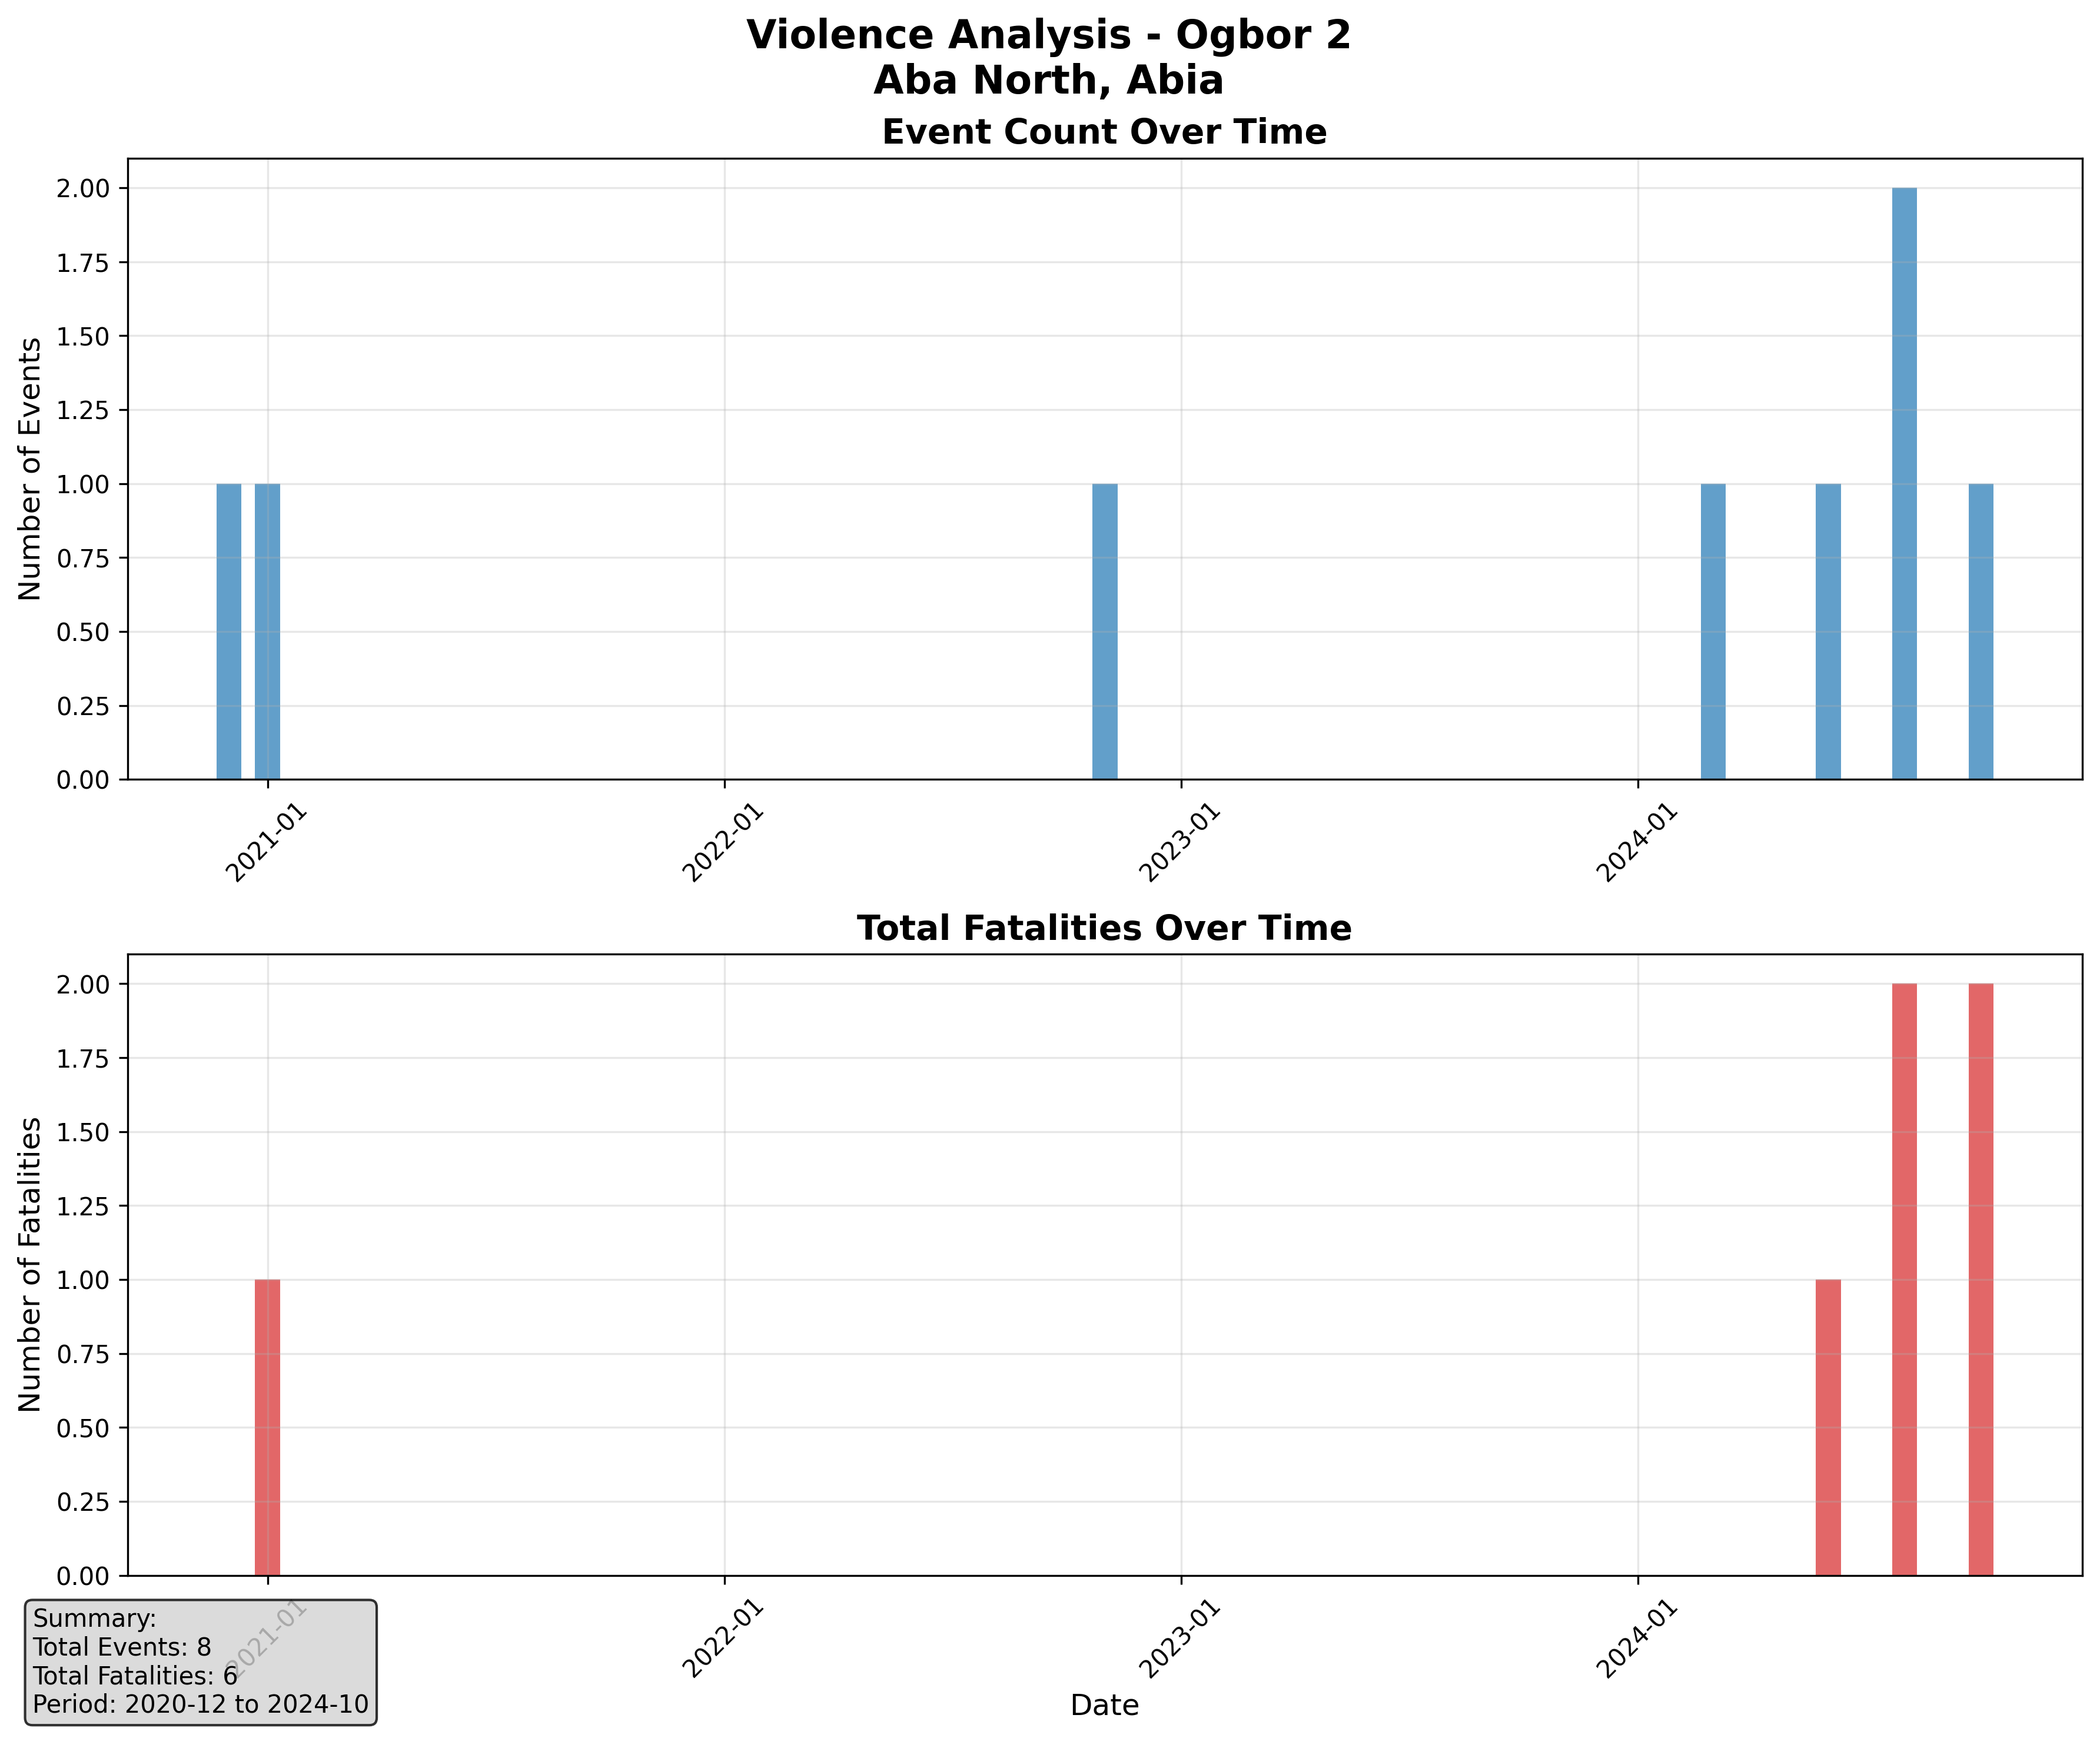 Violence Analysis - Ogbor 2
Aba North, Abia
Event Count Over Time
Number of Events
2.00
1.75
1.50
1.25
1.00
0.75
0.50
0.25
0.00
2021-01
2022-01
2023-01
2024-01
Total Fatalities Over Time
Number of Fatalities
2.00
1.75
1.50
1.25
1.00
0.75
0.50
0.25
0.00
2021-01
2022-01
2023-01
2024-01
Date
Summary:
Total Events: 8
Total Fatalities: 6
Period: 2020-12 to 2024-10